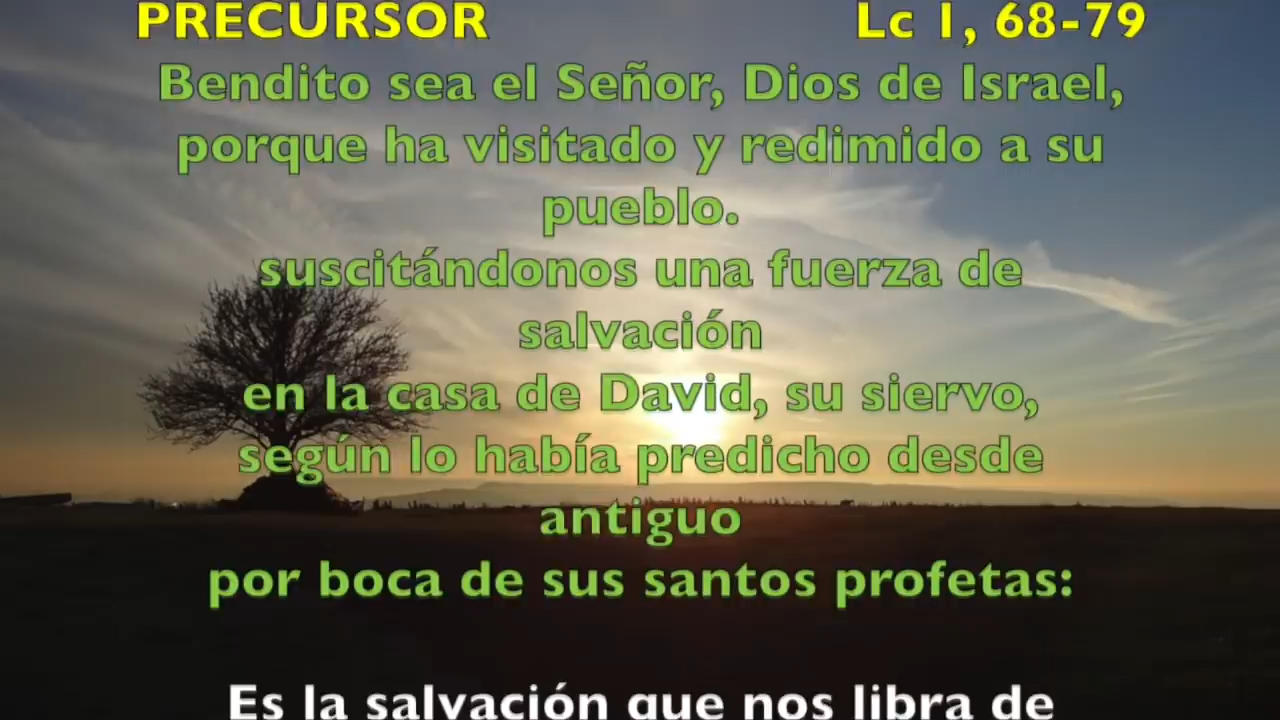 PRECURSOR Lc 1, 68-79
Bendito sea el Señor, Dios de Israel,
porque ha visitado y redimido a su
pueblo.
suscitándonos una fuerza de
salvación
en la casa de David, su siervo,
según lo había predicho desde
antiguo
por boca de sus santos profetas:
Es la salvación que nos libra de